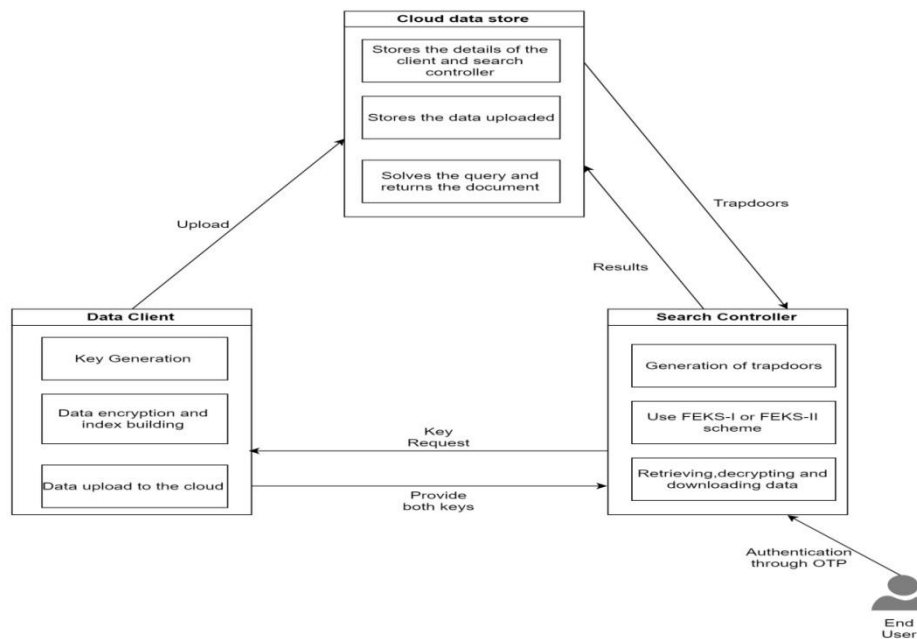 Cloud data store
Stores the details of the
client and search
controller
Stores the data uploaded
Solves the query and
returns the document
Upload
Trapdoors
Results
Data Client
Key Generation
Data encryption and
index building
Data upload to the cloud
Search Controller
Generation of trapdoors
Use FEKS-I or FEKS-II
scheme
Retrieving,decrypting and
downloading data
Key
Request
Provide
both keys
Authentication
through OTP
End
User